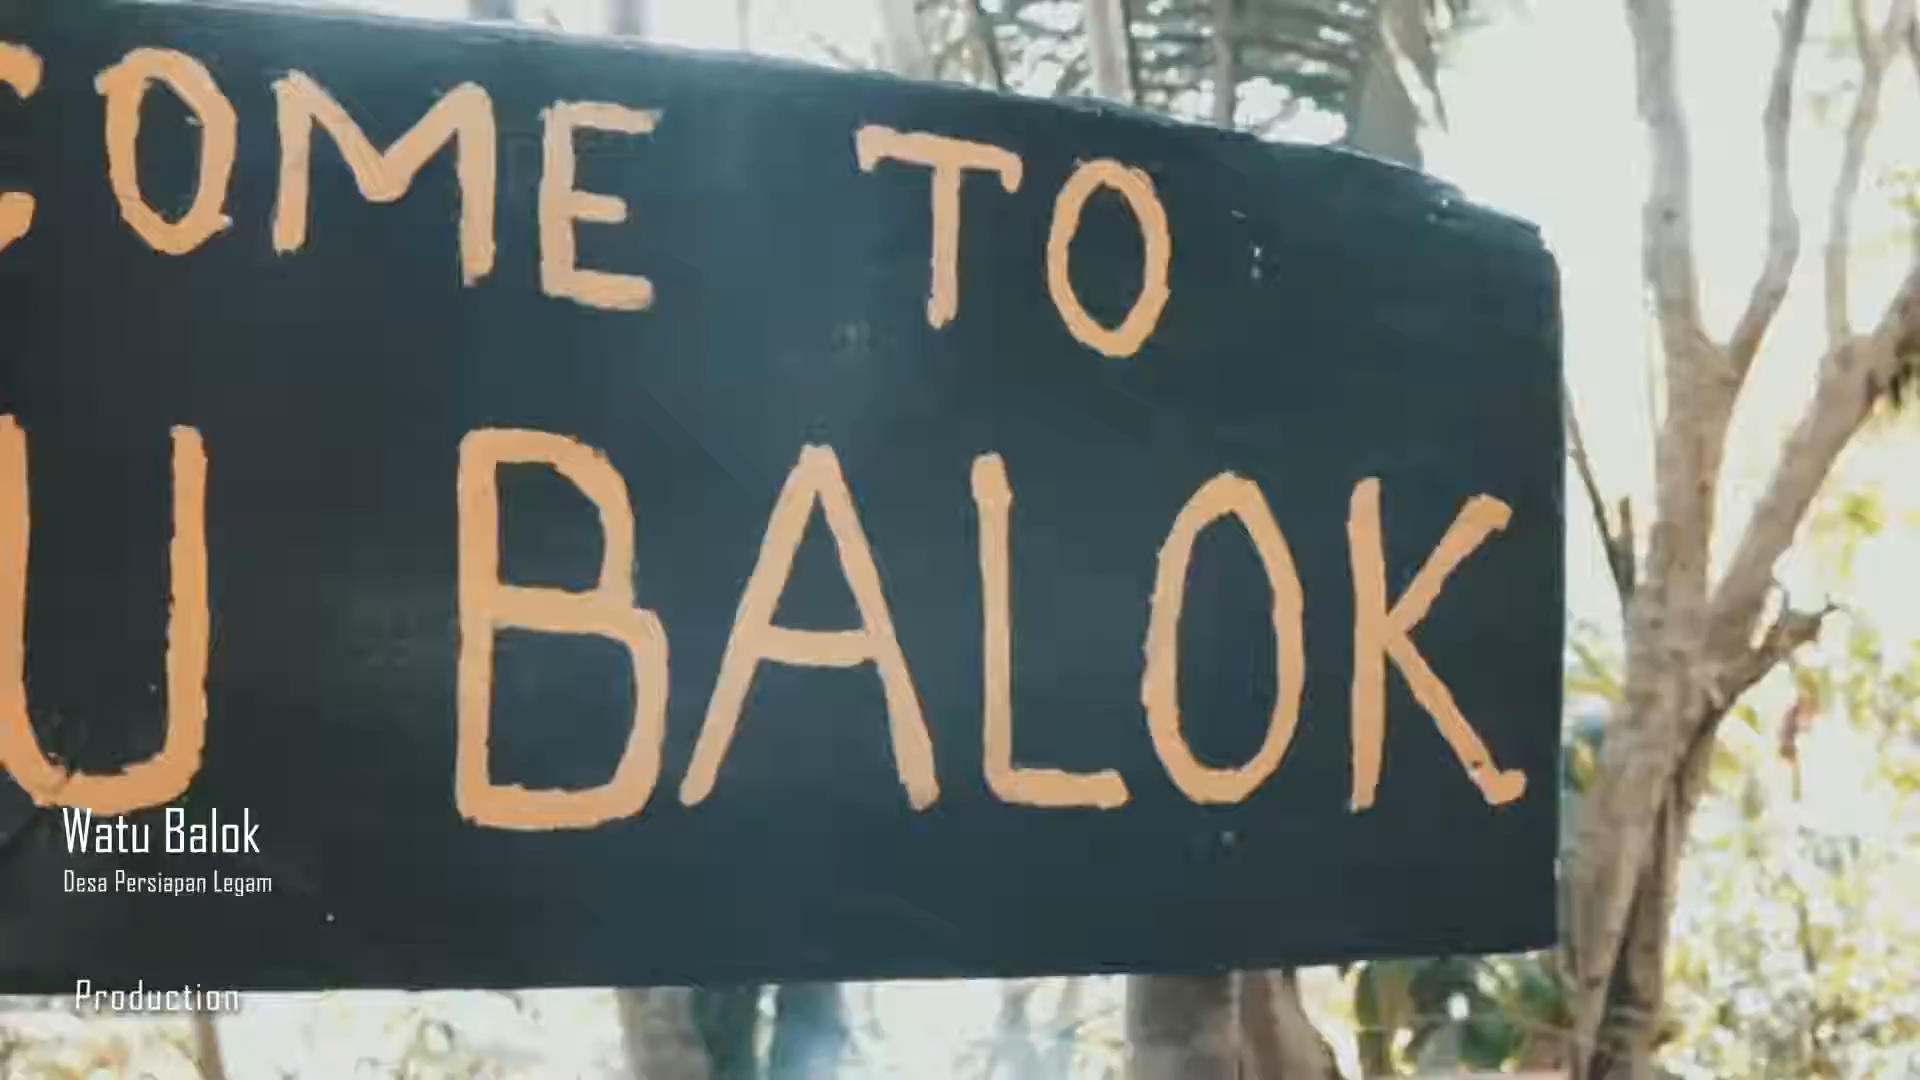 COME TO
U BALOK
Watu Balok
Desa Persiapan Legam
Production